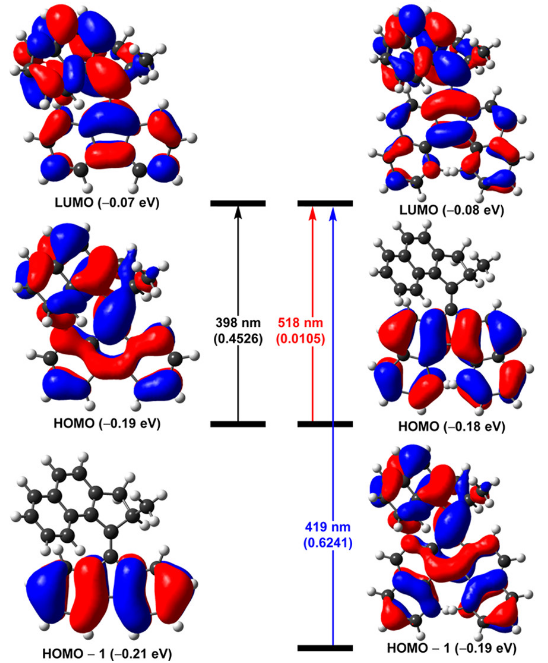 LUMO (−0.07 eV)
LUMO (−0.08 eV)
398 nm
(0.4526)
518 nm
(0.0105)
HOMO (−0.19 eV)
HOMO (−0.18 eV)
419 nm
(0.6241)
HOMO − 1 (−0.21 eV)
HOMO − 1 (−0.19 eV)